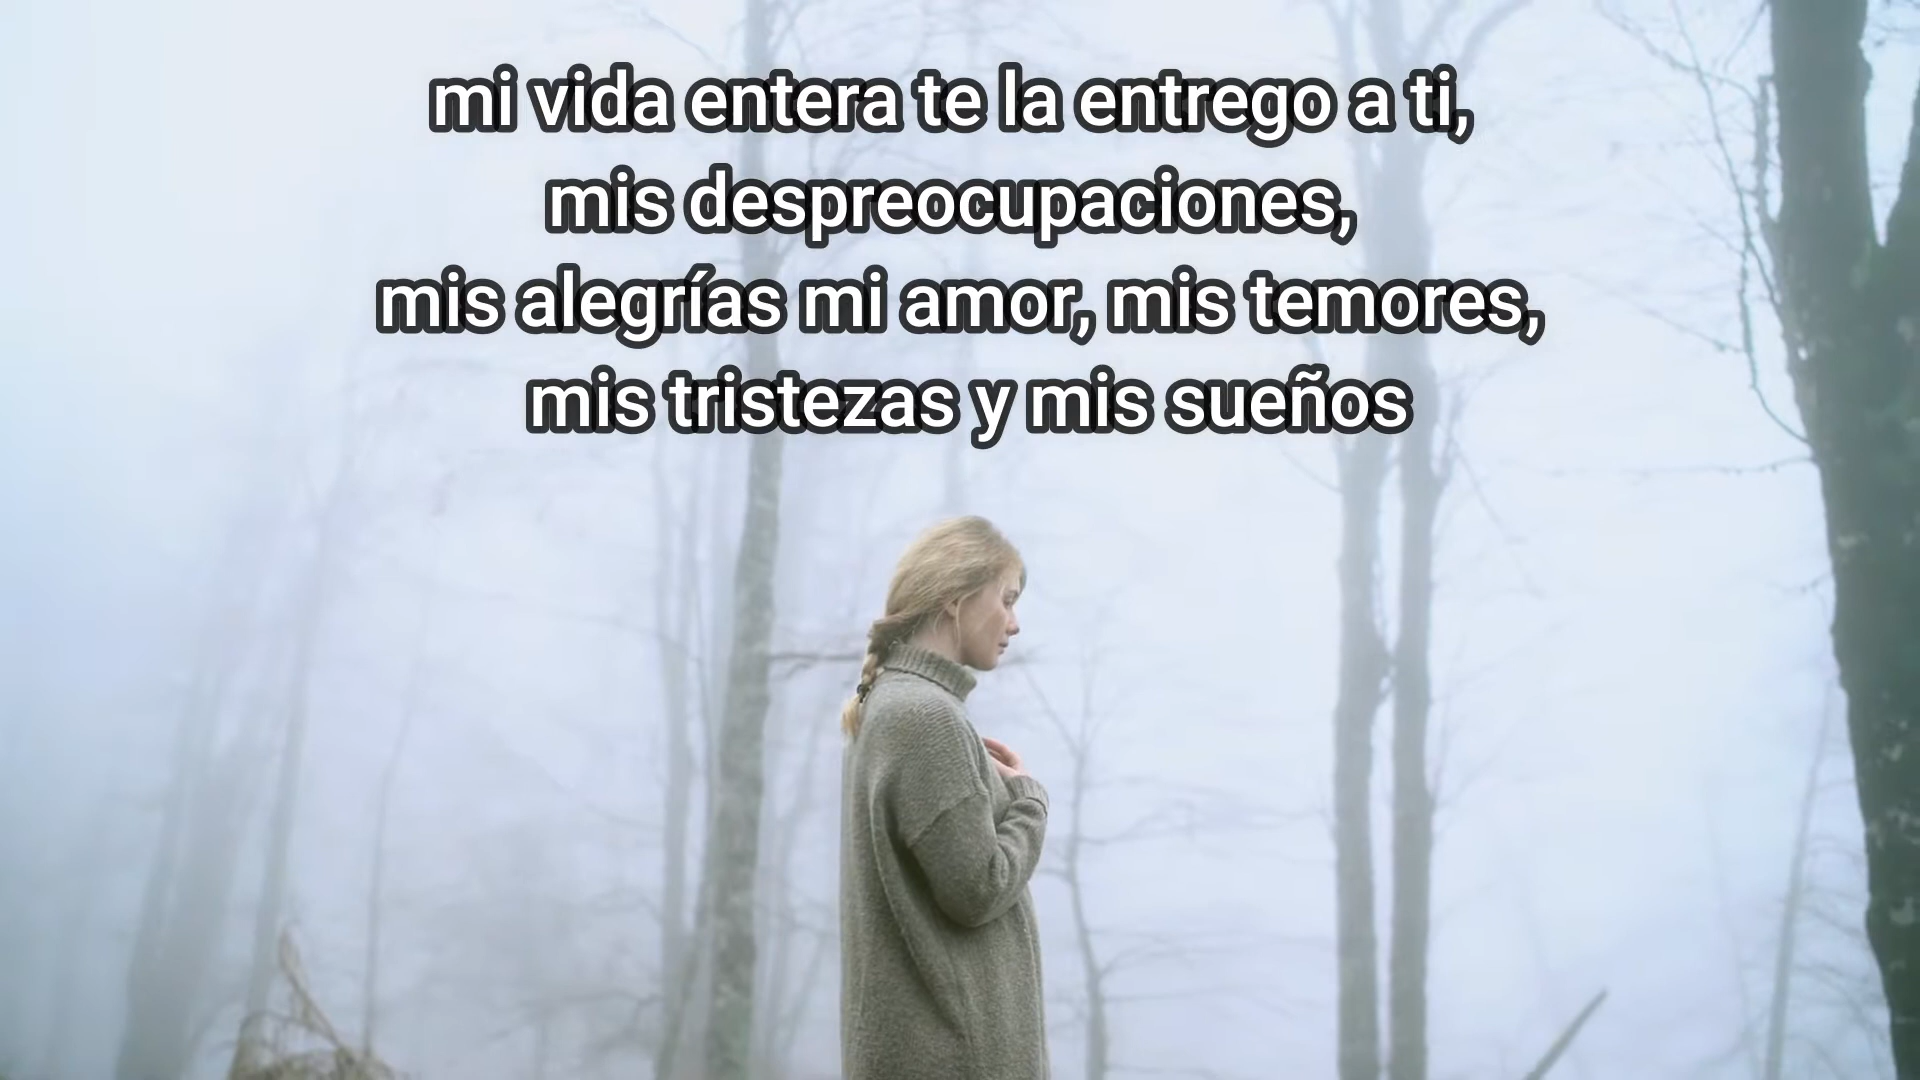 mi vida entera te la entrego a ti,
mis despreocupaciones,
mis alegrías mi amor, mis temores,
mis tristezas y mis sueños